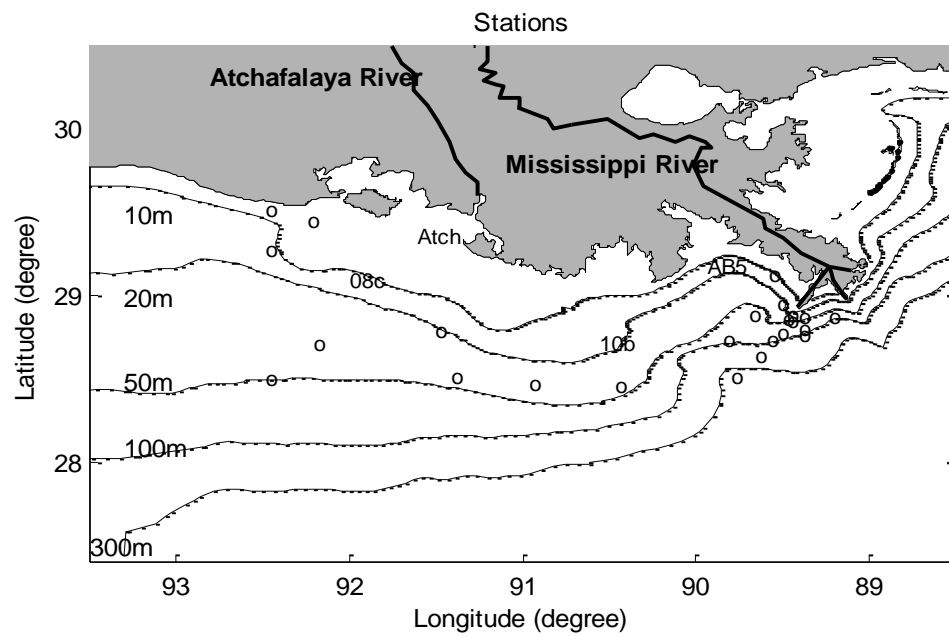 Stations
Atchafalaya River
30
Mississippi River
10m
Atch.
AB5
08c
29
20m
10b
50m
100m
28
300m
93
92
91
90
89
Latitude (degree)
Longitude (degree)